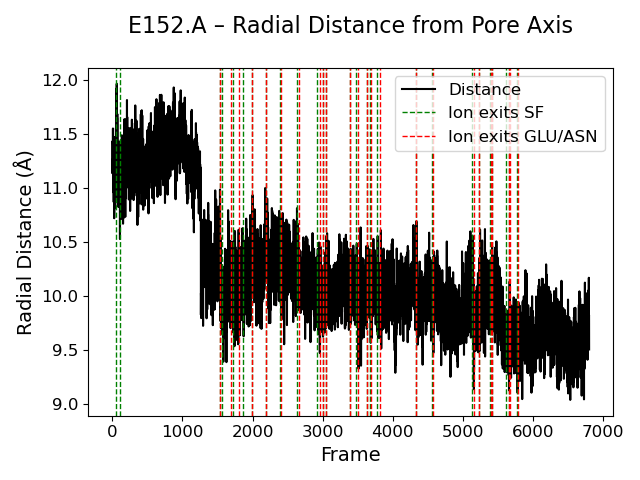 E152.A – Radial Distance from Pore Axis
Radial Distance (Å)
12.0
11.5
11.0
10.5
10.0
9.5
9.0
Distance
Ion exits SF
Ion exits GLU/ASN
0 1000 2000 3000 4000 5000 6000 7000
Frame